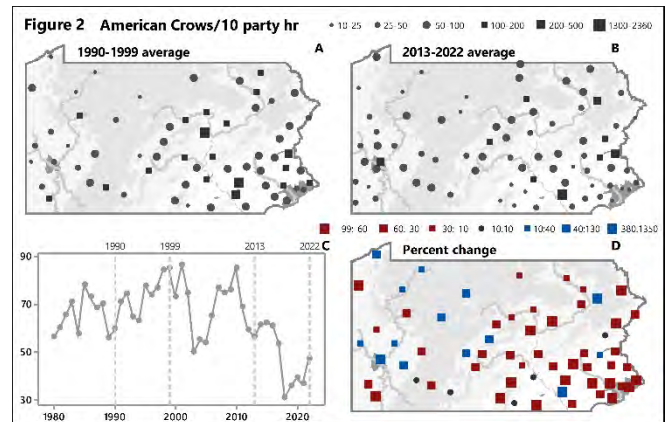 Figure 2 American Crows/10 party hr 10-25 25-50 50-100 100-200 200-500 1300-2360
1990-1999 average A
2013-2022 average B
99: 60 60. 30 30: 10 10:10 10:40 40:130 380.1350
1990 1999 C 2013 2022
Percent change D
90
70
50
30
1980 1990 2000 2010 2020